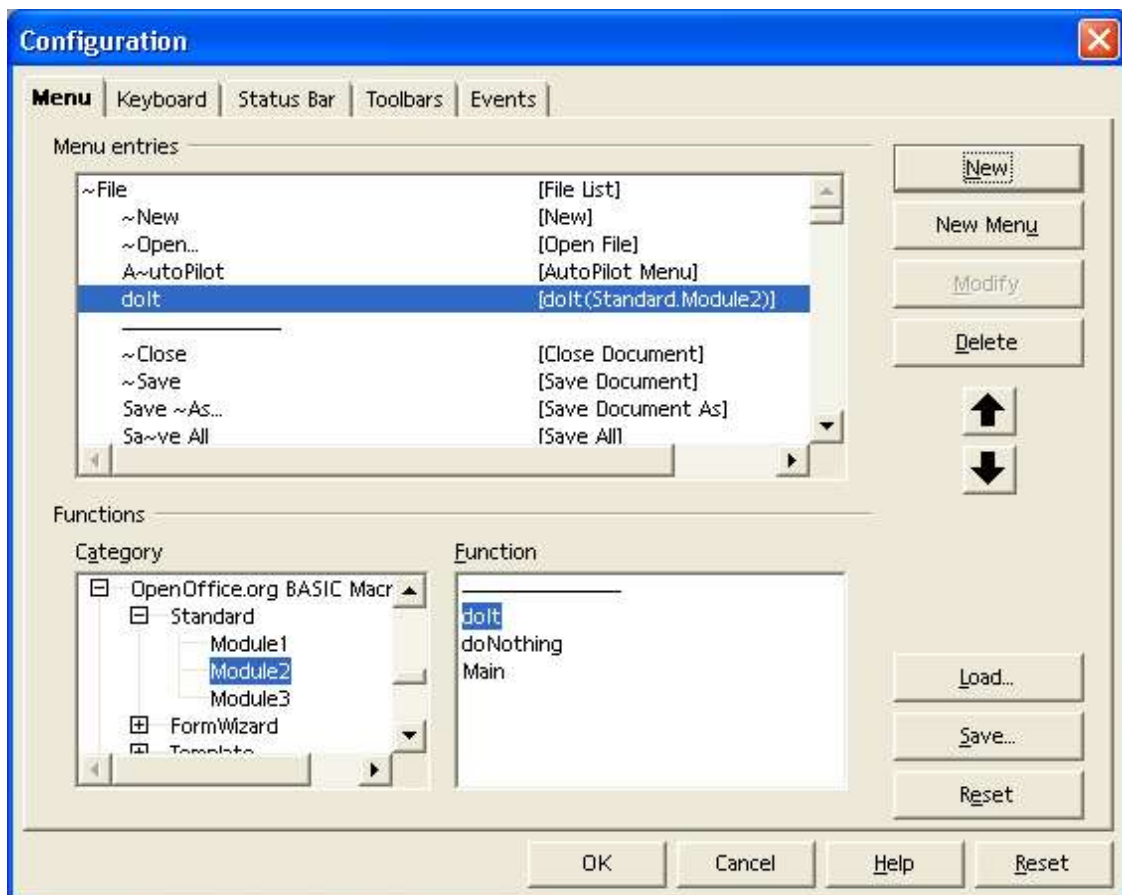 Configuration
Menu Keyboard Status Bar Toolbars Events
Menu entries
~File [File List]
~New [New]
~Open... [Open File]
A~utoPilot [AutoPilot Menu]
doIt [doIt(Standard.Module2)]
~Close [Close Document]
~Save [Save Document]
Save ~As... [Save Document As]
Sa~ve All [Save All]
New
New Menu
Modify
Delete
Functions
Category
OpenOffice.org BASIC Macr
Standard
Module1
Module2
Module3
FormWizard
Template
Function
doIt
doNothing
Main
Load...
Save...
Reset
OK Cancel Help Reset